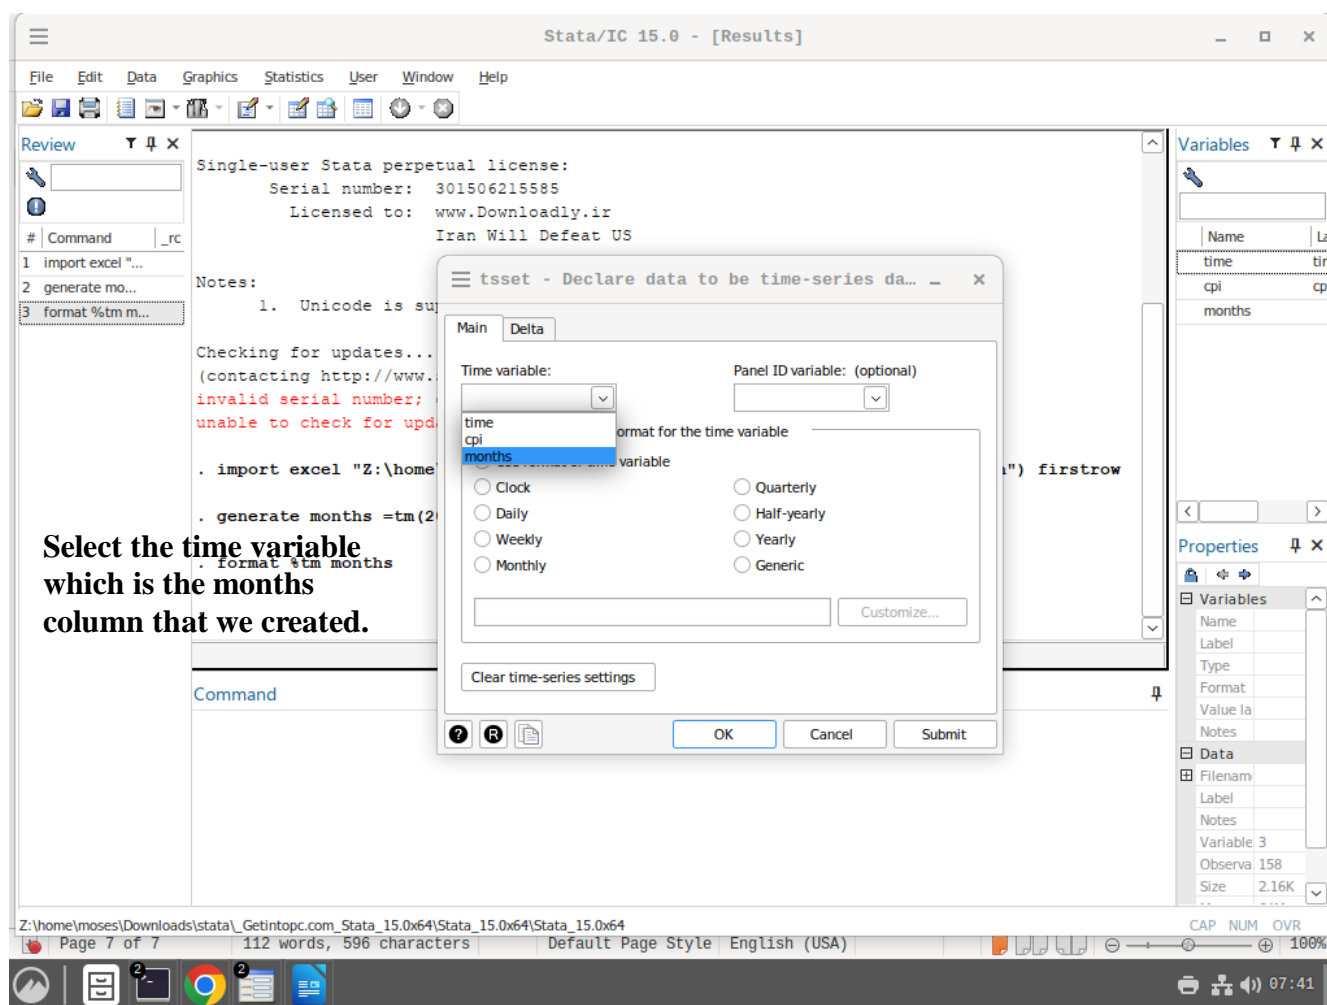 Stata/IC 15.0 - [Results]
File Edit Data Graphics Statistics User Window Help
Review
# Command _rc
1 import excel "...
2 generate mo...
3 format %tm m...
Single-user Stata perpetual license:
Serial number: 301506215585
Licensed to: www.Downloadly.ir
Iran Will Defeat US
Notes:
1. Unicode is su
Checking for updates...
(contacting http://www.
invalid serial number;
unable to check for upd
. import excel "Z:\home ") firstrow
. generate months =tm(2
. format %tm months
Select the time variable
which is the months
column that we created.
Command
tsset - Declare data to be time-series da...
Main Delta
Time variable:
Panel ID variable: (optional)
time
cpi
months
ormat for the time variable
variable
Clock
Daily
Weekly
Monthly
Quarterly
Half-yearly
Yearly
Generic
Customize...
Clear time-series settings
OK Cancel Submit
Variables
Name La
time tir
cpi cp
months
Properties
Variables
Name
Label
Type
Format
Value la
Notes
Data
Filenam
Label
Notes
Variable 3
Observa 158
Size 2.16K
Z:\home\moses\Downloads\stata\_Getintopc.com_Stata_15.0x64\Stata_15.0x64\Stata_15.0x64
CAP NUM OVR
Page 7 of 7 112 words, 596 characters Default Page Style English (USA) 100%
2 2 07:41